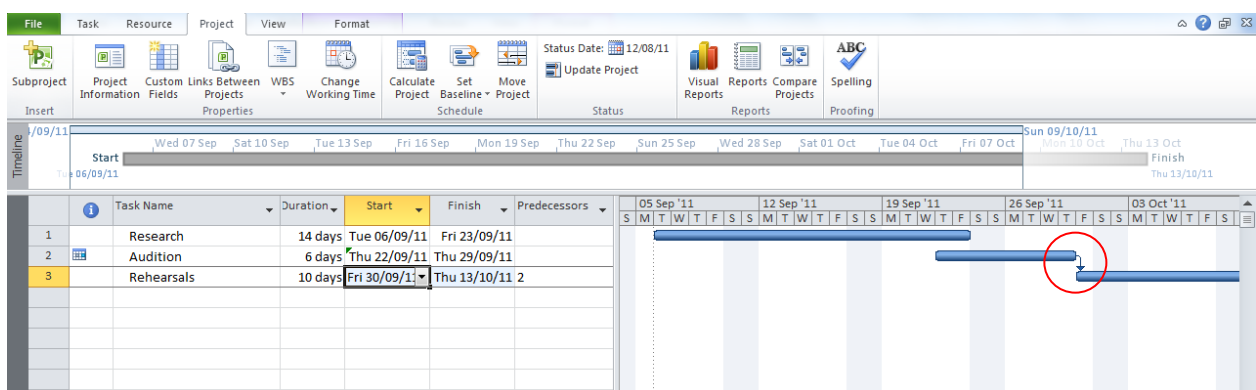 File Task Resource Project View Format
Status Date: 12/08/11
Update Project
ABC
Subproject Project Information Custom Fields Links Between Projects WBS Change Working Time Calculate Project Set Baseline Move Project Visual Reports Reports Compare Projects Spelling
Insert Properties Schedule Status Reports Proofing
Timeline
/09/11 Sun 09/10/11
Wed 07 Sep Sat 10 Sep Tue 13 Sep Fri 16 Sep Mon 19 Sep Thu 22 Sep Sun 25 Sep Wed 28 Sep Sat 01 Oct Tue 04 Oct Fri 07 Oct Mon 10 Oct Thu 13 Oct
Start Finish
Tue 06/09/11 Thu 13/10/11
Task Name Duration Start Finish Predecessors 05 Sep '11 12 Sep '11 19 Sep '11 26 Sep '11 03 Oct '11
S M T W T F S S M T W T F S S M T W T F S S M T W T F S S M T W T F S
1 Research 14 days Tue 06/09/11 Fri 23/09/11
2 Audition 6 days Thu 22/09/11 Thu 29/09/11
3 Rehearsals 10 days Fri 30/09/11 Thu 13/10/11 2